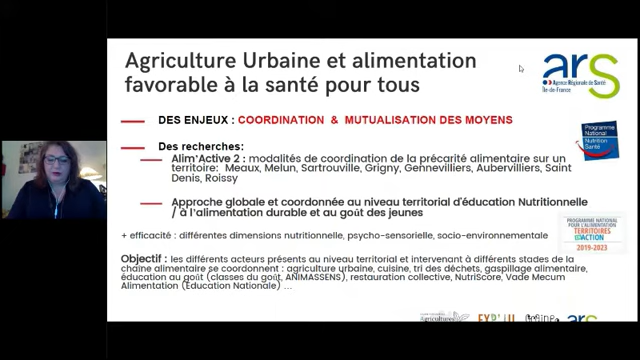 Agriculture Urbaine et alimentation
favorable à la santé pour tous
ars
Agence Régionale de Santé
Île-de-France
DES ENJEUX : COORDINATION & MUTUALISATION DES MOYENS
Programme
National
Nutrition
Santé
Des recherches:
Alim'Active 2 : modalités de coordination de la précarité alimentaire sur un
territoire: Meaux, Melun, Sartrouville, Grigny, Gennevilliers, Aubervilliers, Saint
Denis, Roissy
Approche globale et coordonnée au niveau territorial d'éducation Nutritionnelle
/ à l'alimentation durable et au goût des jeunes
PROGRAMME NATIONAL
POUR L'ALIMENTATION
TERRITOIRES
EN ACTION
2019-2023
+ efficacité : différentes dimensions nutritionnelle, psycho-sensorielle, socio-environnementale
Objectif : les différents acteurs présents au niveau territorial et intervenant à différents stades de la
chaîne alimentaire se coordonnent : agriculture urbaine, cuisine, tri des déchets, gaspillage alimentaire,
éducation au goût (classes du goût, ANIMASSENS), restauration collective, NutriScore, Vade Mecum
Alimentation (Éducation Nationale) ...
Agricultures
ars